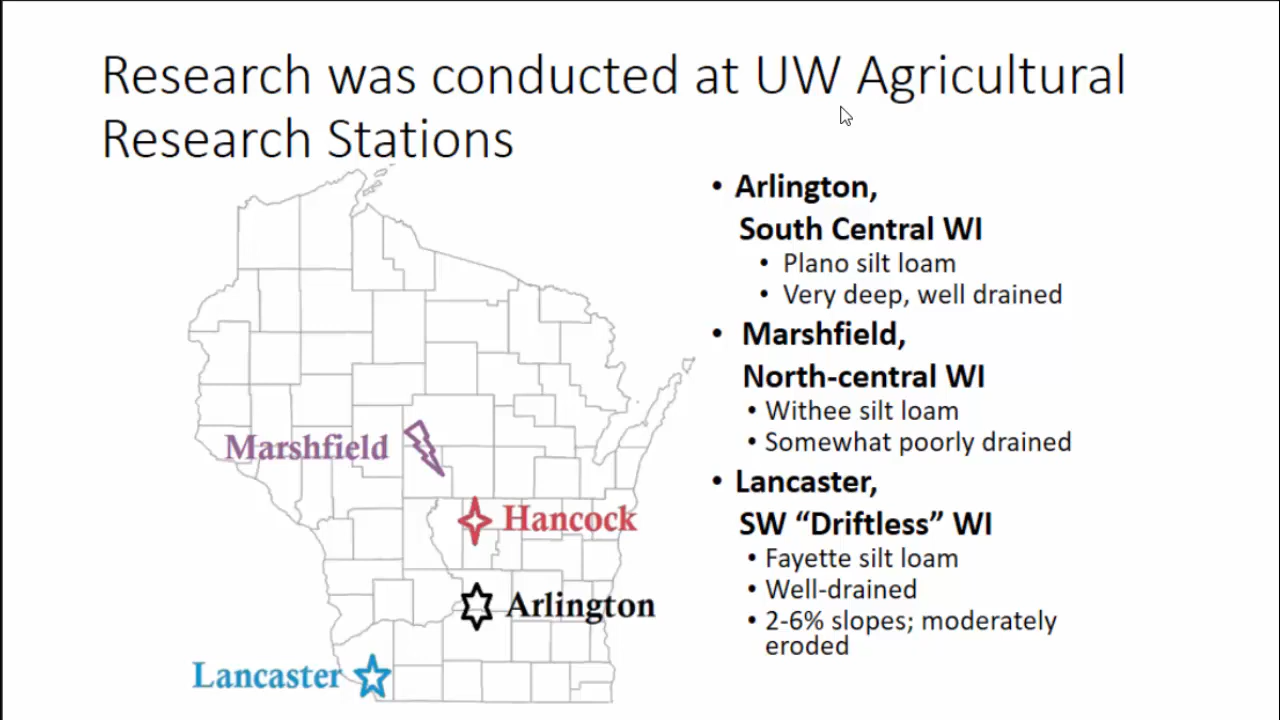 Research was conducted at UW Agricultural
Research Stations
Marshfield
Hancock
Arlington
Lancaster
• Arlington,
South Central WI
• Plano silt loam
• Very deep, well drained
• Marshfield,
North-central WI
• Withee silt loam
• Somewhat poorly drained
• Lancaster,
SW “Driftless” WI
• Fayette silt loam
• Well-drained
• 2-6% slopes; moderately
eroded